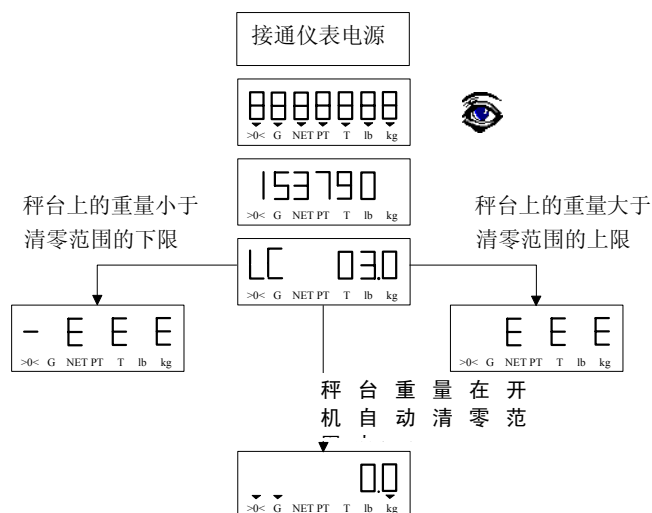 接通仪表电源
8888888
>0< G NET PT T lb kg
153790
>0< G NET PT T lb kg
秤台上的重量小于
清零范围的下限
秤台上的重量大于
清零范围的上限
LC 03.0
>0< G NET PT T lb kg
- E E E
>0< G NET PT T lb kg
E E E
>0< G NET PT T lb kg
秤台重量在开
机自动清零范
0.0
>0< G NET PT T lb kg